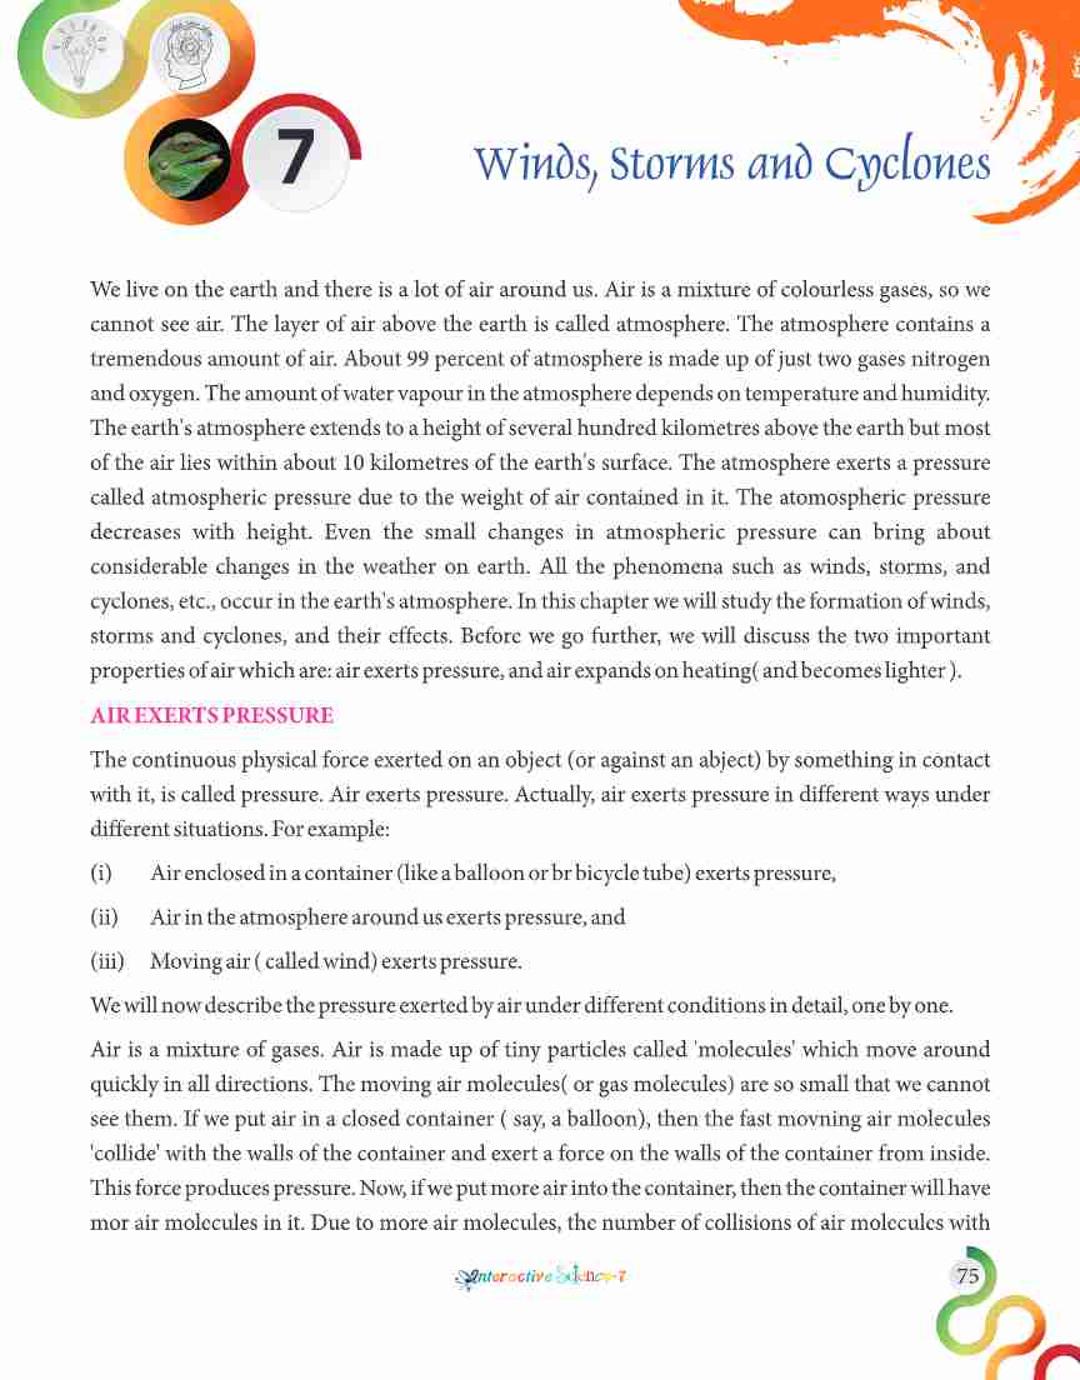 7
Winds, Storms and Cyclones
We live on the earth and there is a lot of air around us. Air is a mixture of colourless gases, so we
cannot see air. The layer of air above the earth is called atmosphere. The atmosphere contains a
tremendous amount of air. About 99 percent of atmosphere is made up of just two gases nitrogen
and oxygen. The amount of water vapour in the atmosphere depends on temperature and humidity.
The earth's atmosphere extends to a height of several hundred kilometres above the earth but most
of the air lies within about 10 kilometres of the earth's surface. The atmosphere exerts a pressure
called atmospheric pressure due to the weight of air contained in it. The atomospheric pressure
decreases with height. Even the small changes in atmospheric pressure can bring about
considerable changes in the weather on earth. All the phenomena such as winds, storms, and
cyclones, etc., occur in the earth's atmosphere. In this chapter we will study the formation of winds,
storms and cyclones, and their effects. Before we go further, we will discuss the two important
properties of air which are: air exerts pressure, and air expands on heating( and becomes lighter ).
AIR EXERTS PRESSURE
The continuous physical force exerted on an object (or against an abject) by something in contact
with it, is called pressure. Air exerts pressure. Actually, air exerts pressure in different ways under
different situations. For example:
(i) Air enclosed in a container (like a balloon or br bicycle tube) exerts pressure,
(ii) Air in the atmosphere around us exerts pressure, and
(iii) Moving air ( called wind) exerts pressure.
We will now describe the pressure exerted by air under different conditions in detail, one by one.
Air is a mixture of gases. Air is made up of tiny particles called 'molecules' which move around
quickly in all directions. The moving air molecules( or gas molecules) are so small that we cannot
see them. If we put air in a closed container ( say, a balloon), then the fast movning air molecules
'collide' with the walls of the container and exert a force on the walls of the container from inside.
This force produces pressure. Now, if we put more air into the container, then the container will have
mor air molecules in it. Due to more air molecules, the number of collisions of air molecules with
Interactive Science-7
75